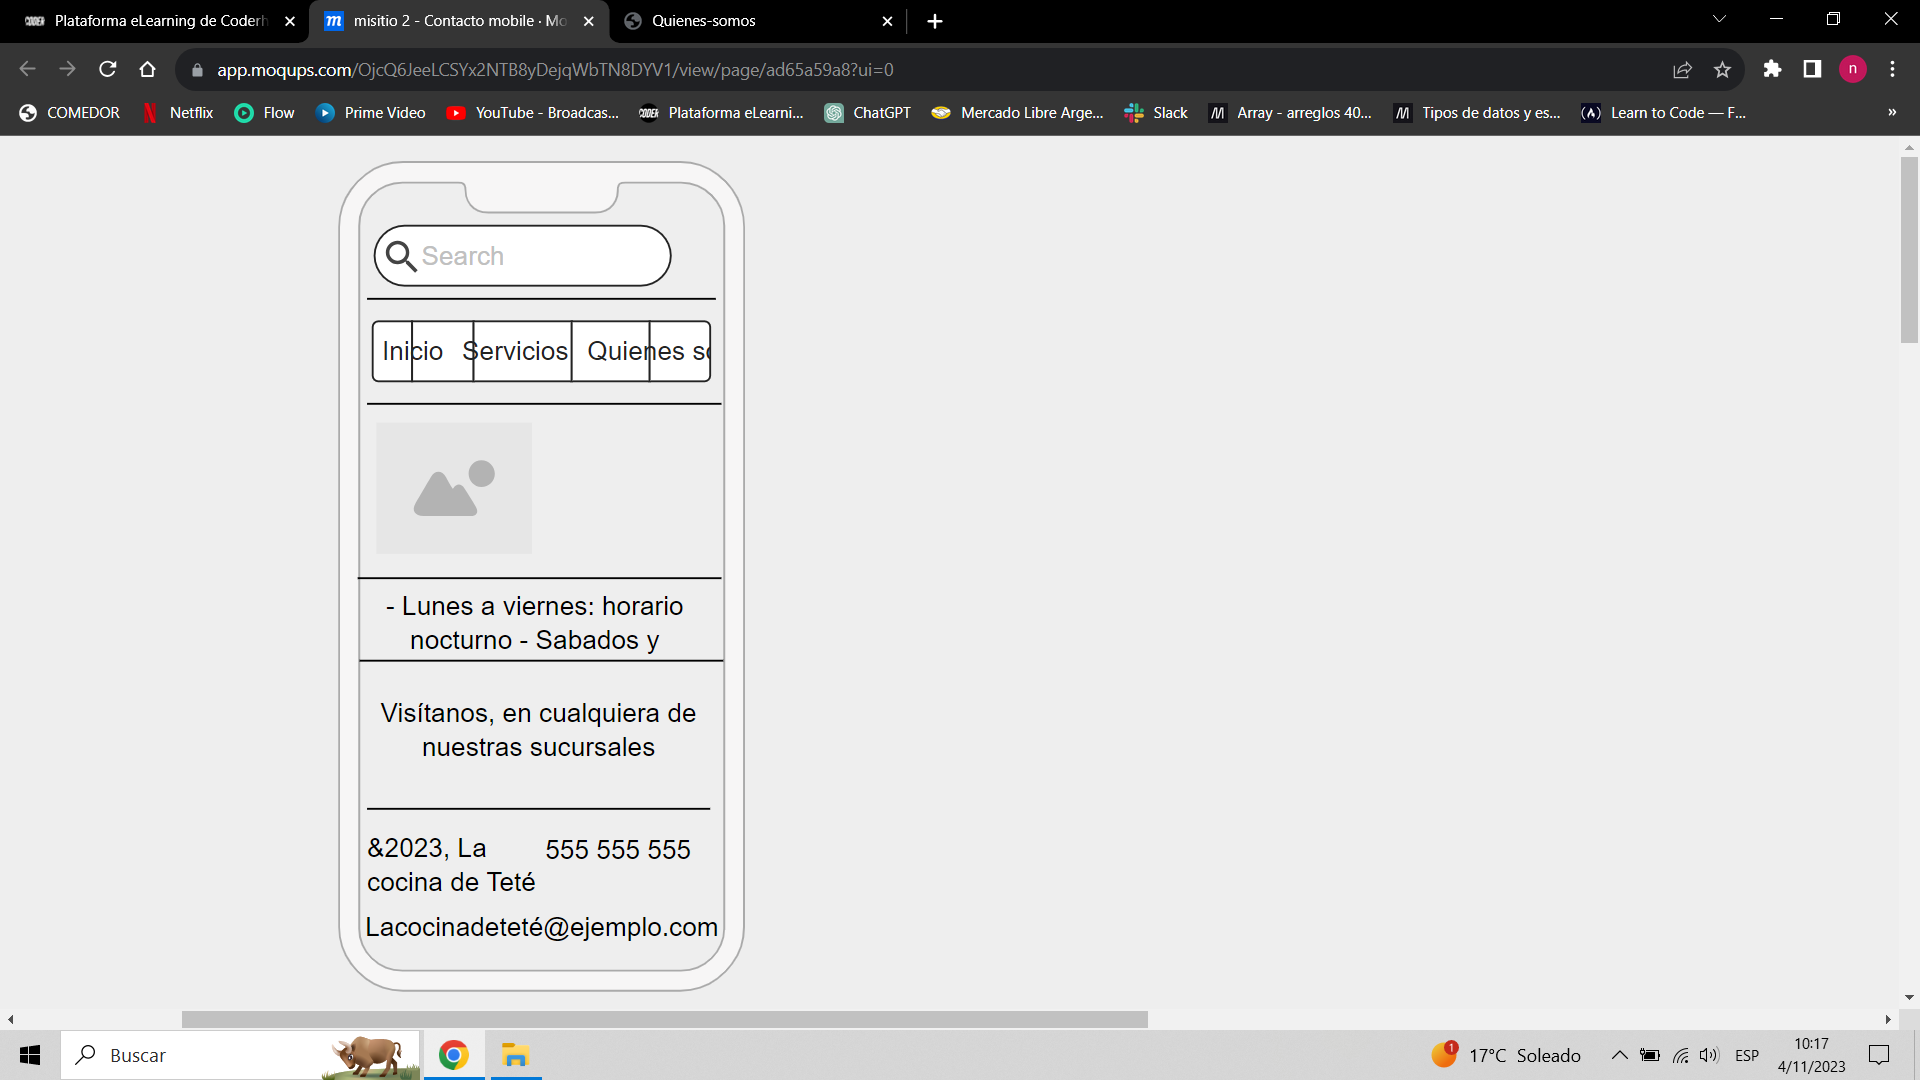 Plataforma eLearning de Coderh
misitio 2 - Contacto mobile · Mo
Quienes-somos
app.moqups.com/OjcQ6JeeLCSYx2NTB8yDejqWbTN8DYV1/view/page/ad65a59a8?ui=0
n
COMEDOR
Netflix
Flow
Prime Video
YouTube - Broadcas...
CODER
Plataforma eLearni...
ChatGPT
Mercado Libre Arge...
Slack
Array - arreglos 40...
Tipos de datos y es...
Learn to Code — F...
»
Search
Inicio Servicios Quienes so
- Lunes a viernes: horario
nocturno - Sabados y
Visítanos, en cualquiera de
nuestras sucursales
&2023, La
cocina de Teté
555 555 555
Lacocinadeteté@ejemplo.com
Buscar
1
17°C Soleado
ESP
10:17
4/11/2023